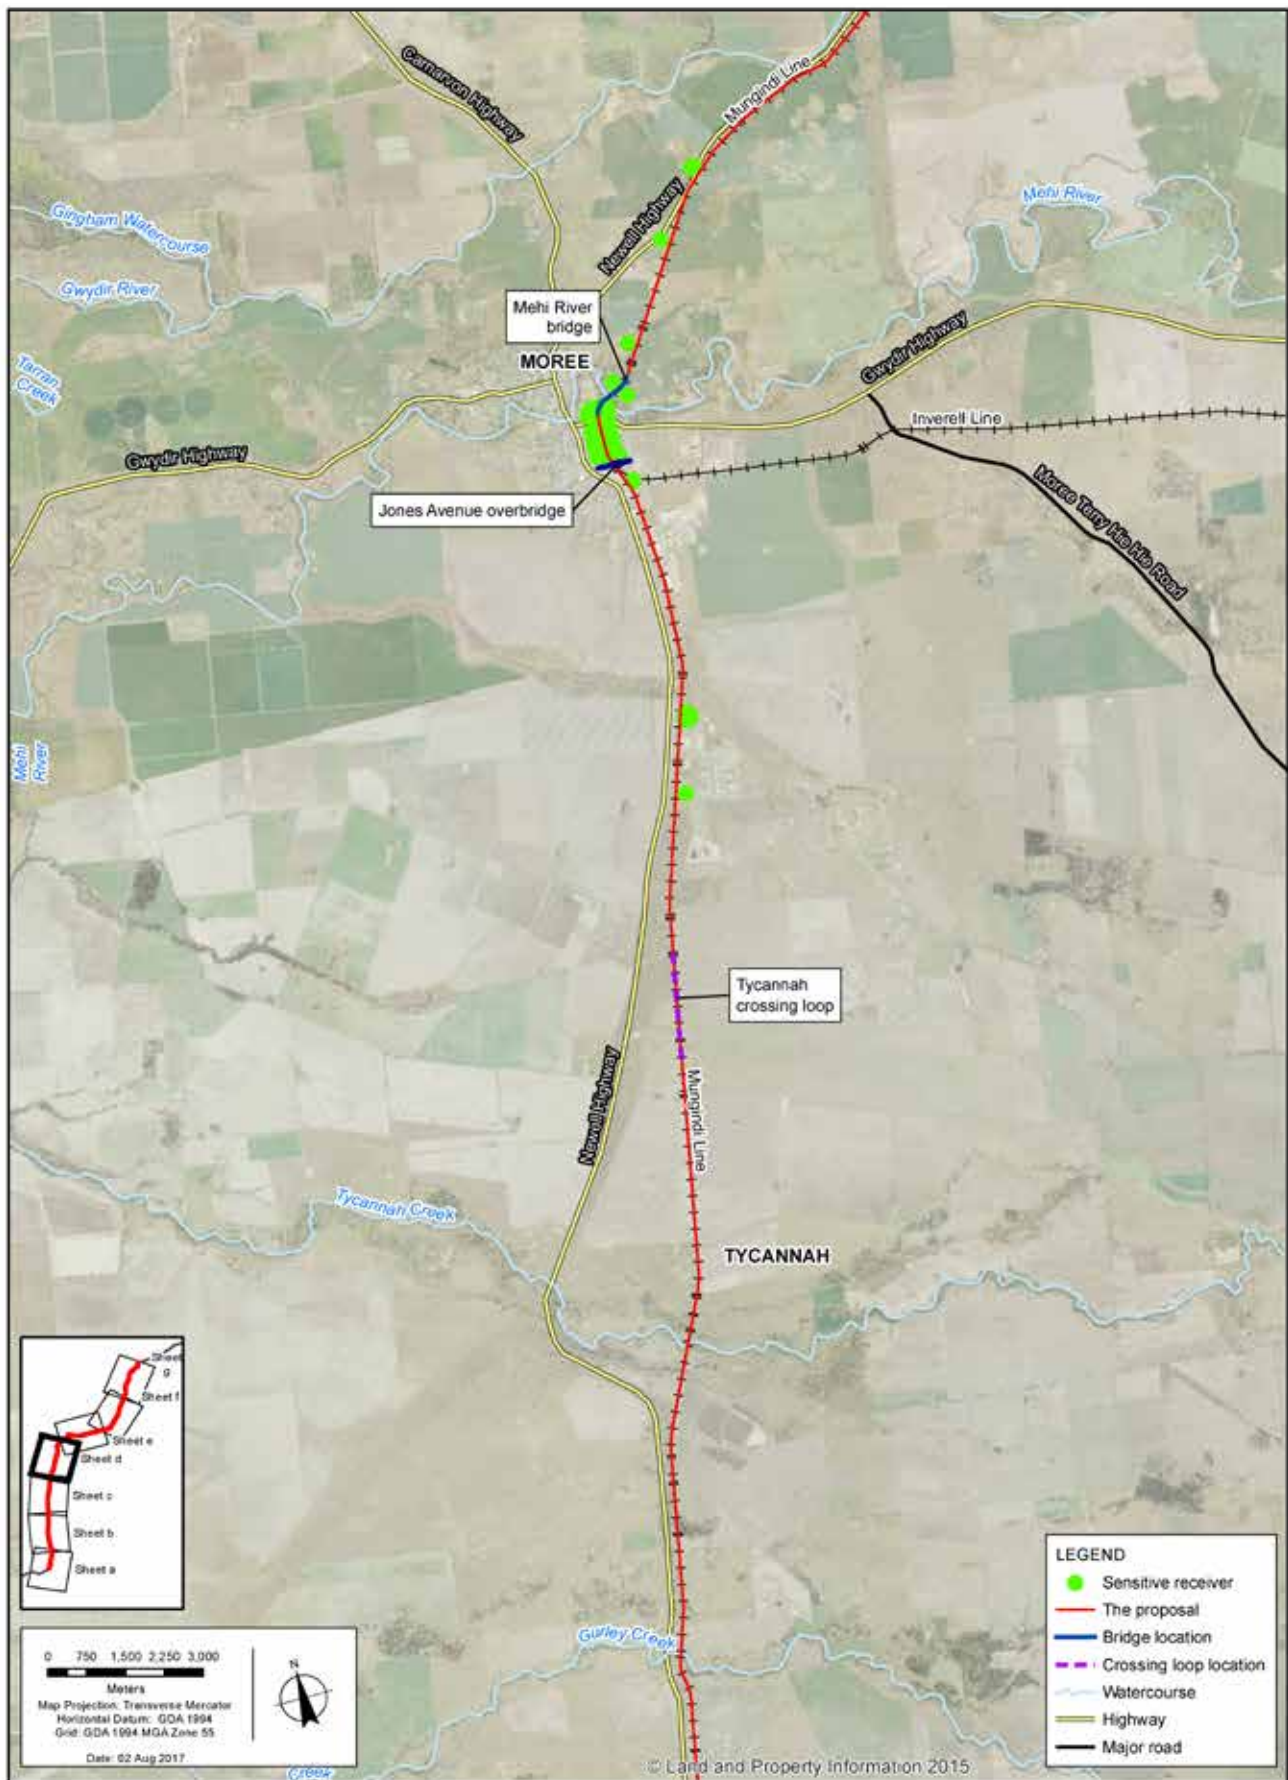 Carnarvon Highway
Mungindi Line
Newell Highway
Mehi River
Gingham Watercourse
Gwydir River
Mehi River
bridge
MOREE
Tarran
Creek
Gwydir Highway
Inverell Line
Gwydir Highway
Jones Avenue overbridge
Moree Terry Hie Hie Road
Mehi
River
Tycannah
crossing loop
Newell Highway
Mungindi Line
Tycannah Creek
TYCANNAH
Sheet
g
Sheet f
Sheet e
Sheet d
Sheet c
Sheet b
Sheet a
Gurley Creek
LEGEND
Sensitive receiver
The proposal
Bridge location
Crossing loop location
Watercourse
Highway
Major road
0 750 1,500 2,250 3,000
Meters
Map Projection: Transverse Mercator
Horizontal Datum: GDA 1994
Grid: GDA 1994 MGA Zone 55
N
Date: 02 Aug 2017
Creek
© Land and Property Information 2015